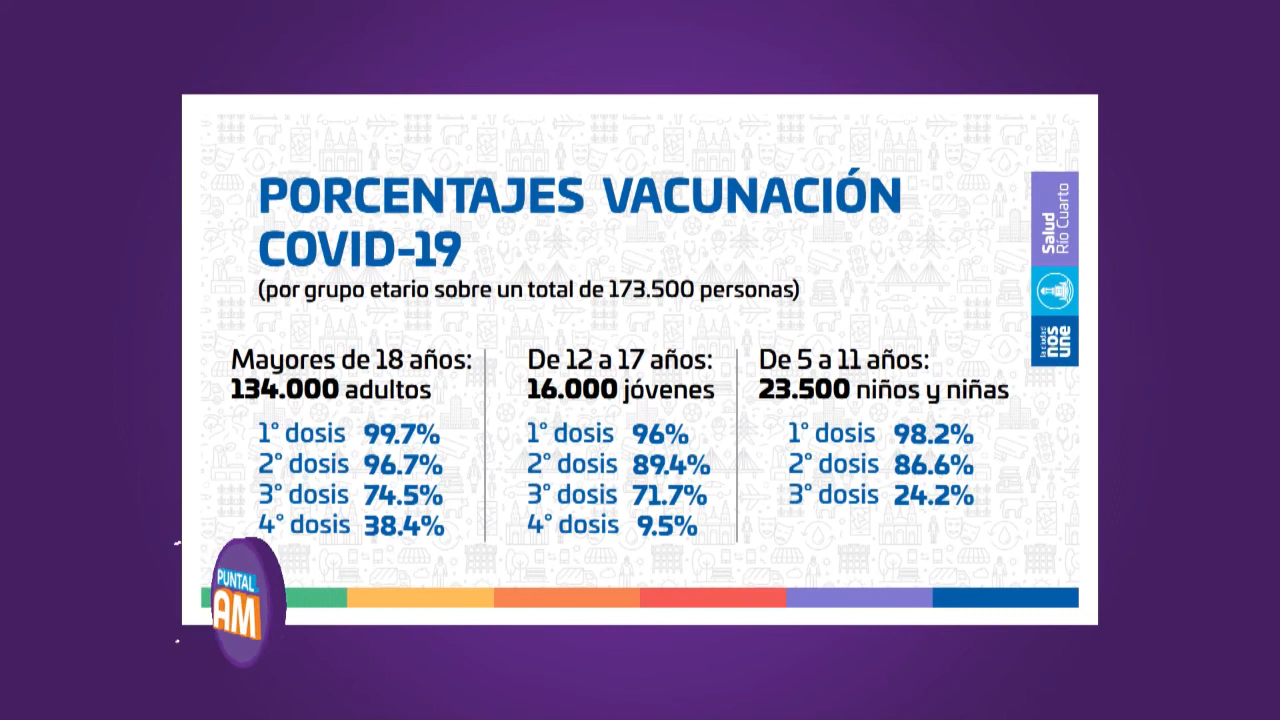 PORCENTAJES VACUNACIÓN
COVID-19
(por grupo etario sobre un total de 173.500 personas)
Salud
Río Cuarto
la ciudad
nos
une
Mayores de 18 años:
134.000 adultos
1° dosis 99.7%
2° dosis 96.7%
3° dosis 74.5%
4° dosis 38.4%
De 12 a 17 años:
16.000 jóvenes
1° dosis 96%
2° dosis 89.4%
3° dosis 71.7%
4° dosis 9.5%
De 5 a 11 años:
23.500 niños y niñas
1° dosis 98.2%
2° dosis 86.6%
3° dosis 24.2%
PUNTAL
AM